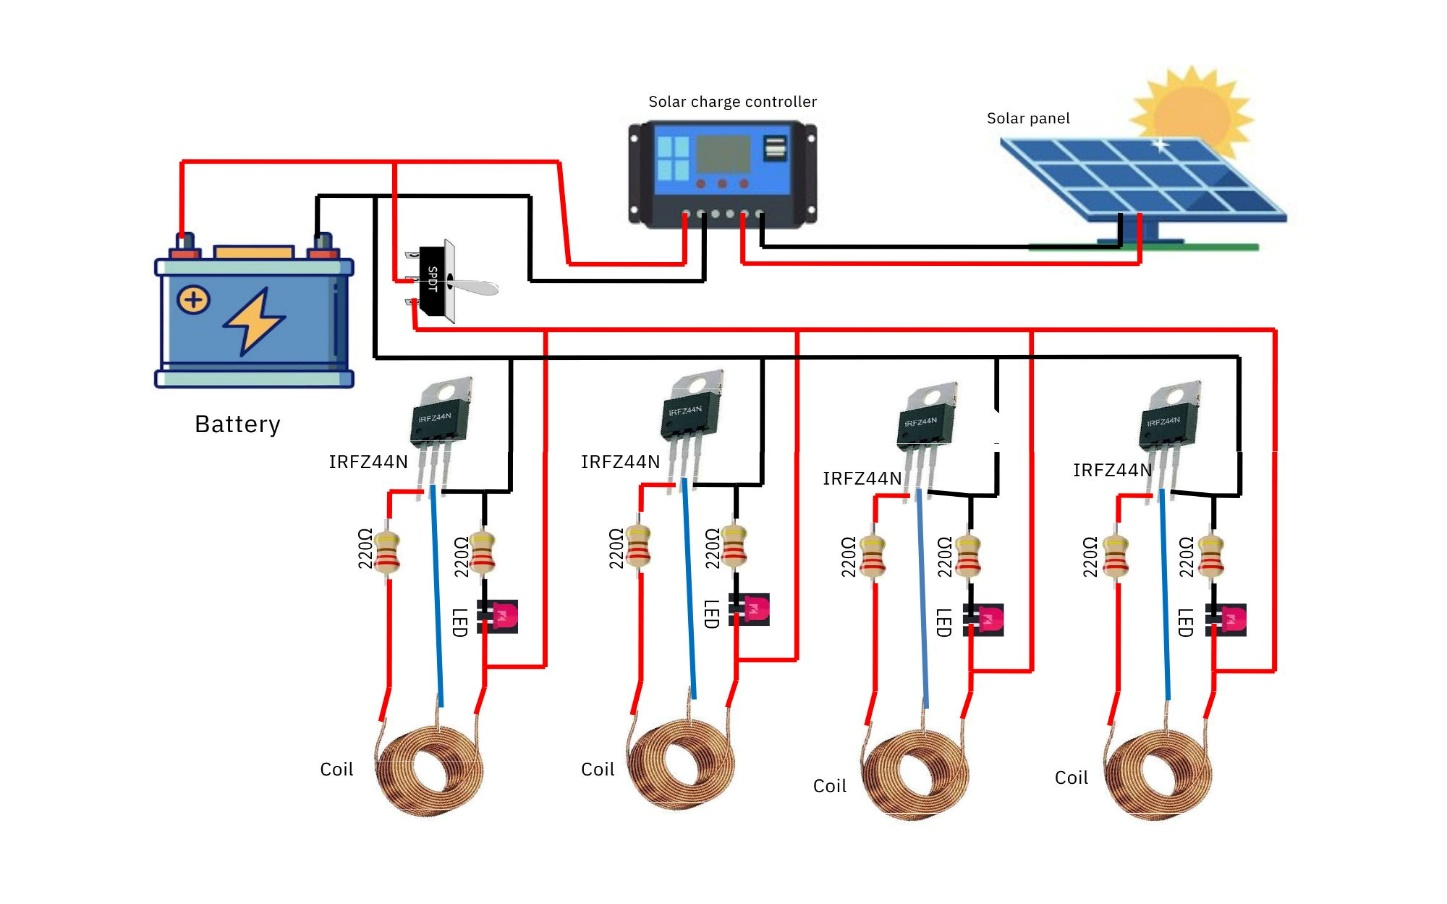 Solar charge controller
Solar panel
SPDT
Battery
IRFZ44N
IRFZ44N
IRFZ44N
IRFZ44N
IRFZ44N
IRFZ44N
IRFZ44N
IRFZ44N
220Ω
220Ω
220Ω
220Ω
220Ω
220Ω
220Ω
220Ω
LED
LED
LED
LED
Coil
Coil
Coil
Coil